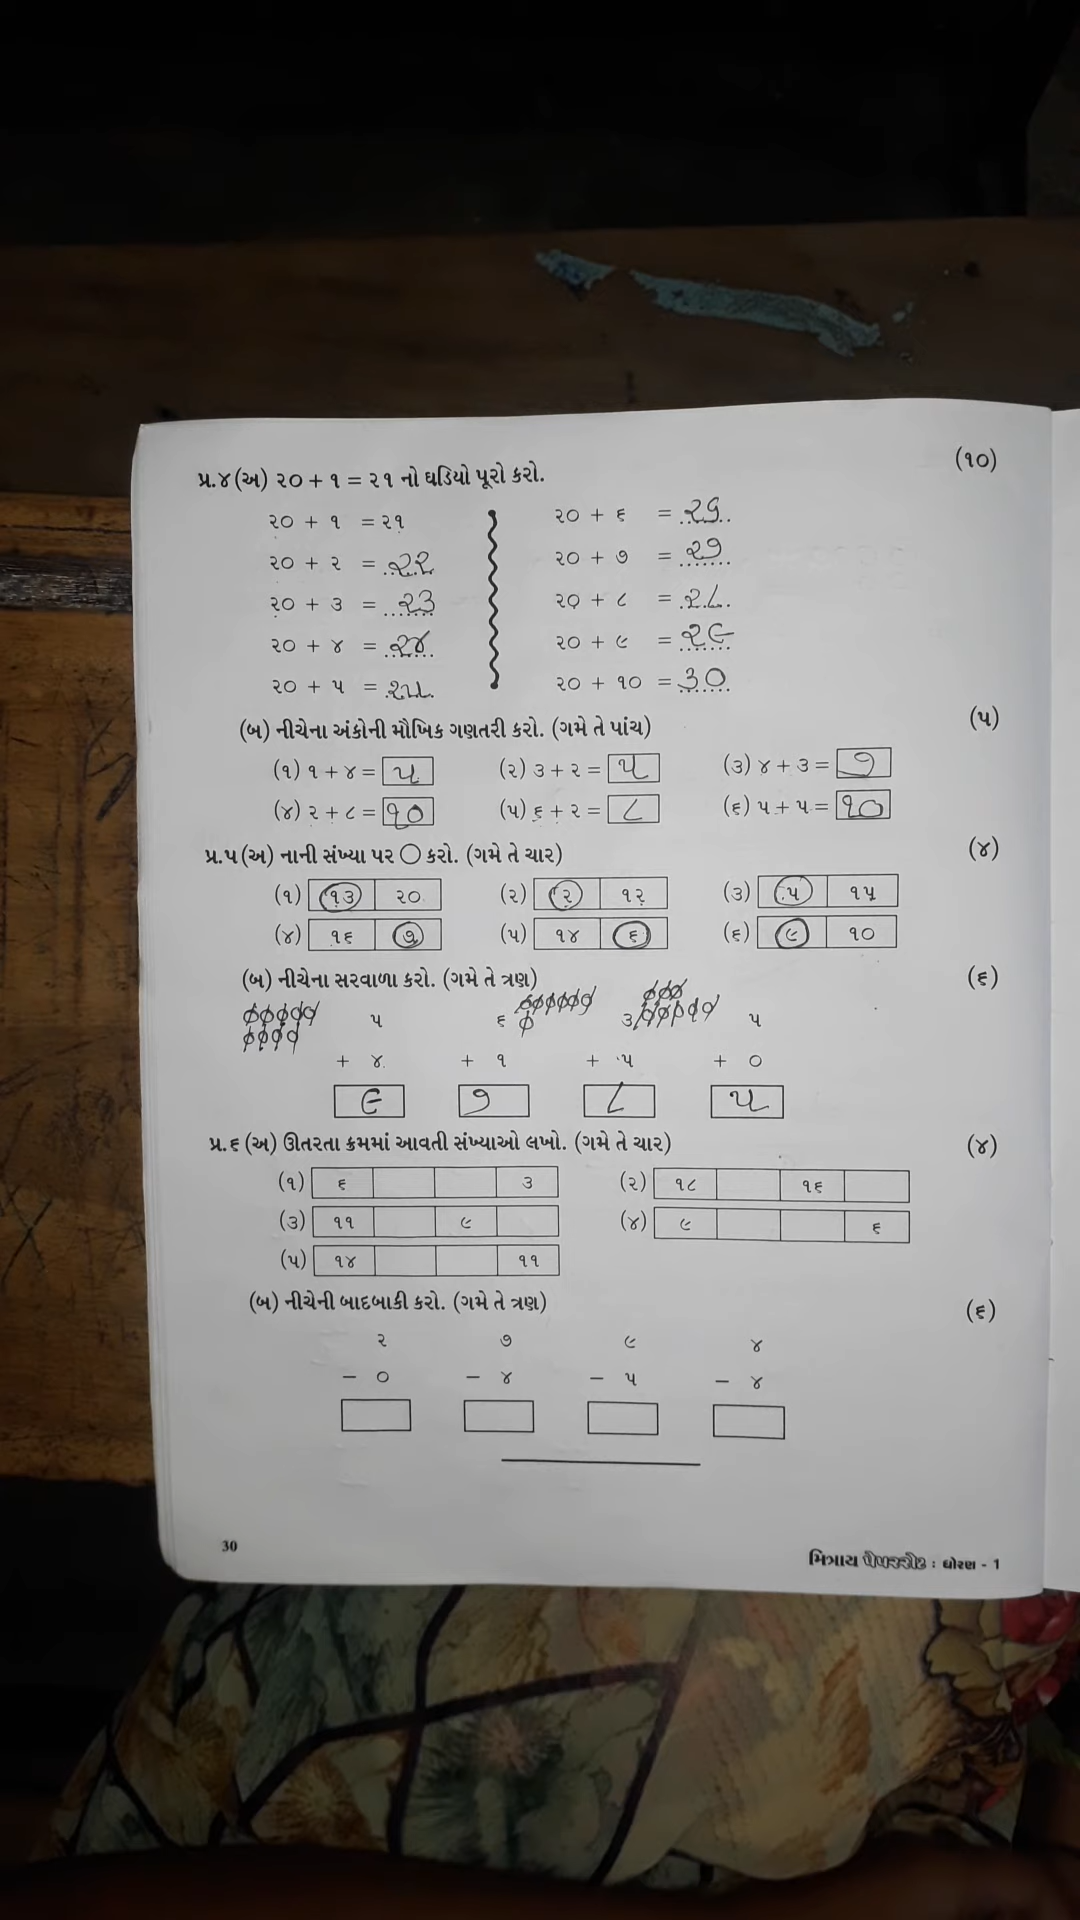 (૧૦)
પ્ર.૪ (અ) ૨૦ + ૧ = ૨૧ નો ઘડિયો પૂરો કરો.
૨૦ + ૧ = ૨૧ ૨૦ + ૬ = ૨૬
૨૦ + ૨ = ૨૨ ૨૦ + ૭ = ૨૭
૨૦ + ૩ = ૨૩ ૨૦ + ૮ = ૨૮
૨૦ + ૪ = ૨૪ ૨૦ + ૯ = ૨૯
૨૦ + ૫ = ૨૫ ૨૦ + ૧૦ = ૩૦
(બ) નીચેના અંકોની મૌખિક ગણતરી કરો. (ગમે તે પાંચ) (૫)
(૧) ૧ + ૪ = ૫ (૨) ૩ + ૨ = ૫ (૩) ૪ + ૩ = ૭
(૪) ૨ + ૮ = ૧૦ (૫) ૬ + ૨ = ૮ (૬) ૫ + ૫ = ૧૦
પ્ર.૫ (અ) નાની સંખ્યા પર ○ કરો. (ગમે તે ચાર) (૪)
(૧) ૧૩ ૨૦ (૨) ૨ ૧૨ (૩) ૫ ૧૫
(૪) ૧૬ ૭ (૫) ૧૪ ૬ (૬) ૯ ૧૦
(બ) નીચેના સરવાળા કરો. (ગમે તે ત્રણ) (૬)
૫ ૬ ૩ ૫
+ ૪ + ૧ + ૫ + ૦
૯ ૭ ૮ ૫
પ્ર.૬ (અ) ઊતરતા ક્રમમાં આવતી સંખ્યાઓ લખો. (ગમે તે ચાર) (૪)
(૧) ૬ ૩ (૨) ૧૮ ૧૬
(૩) ૧૧ ૯ (૪) ૯ ૬
(૫) ૧૪ ૧૧
(બ) નીચેની બાદબાકી કરો. (ગમે તે ત્રણ) (૬)
૨ ૭ ૯ ૪
− ૦ − ૪ − ૫ − ૪
30 મિત્રાય પેપરસેટ : ધોરણ - 1